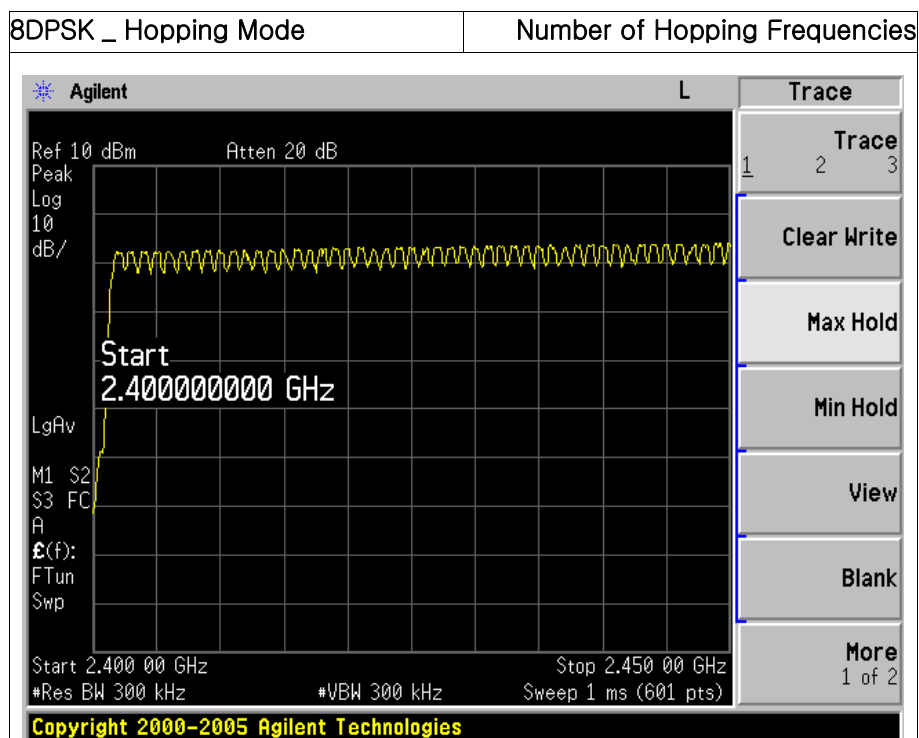 8DPSK _ Hopping Mode Number of Hopping Frequencies
Agilent L Trace
Ref 10 dBm Atten 20 dB
Peak
Log
10
dB/
Start
2.400000000 GHz
LgAv
M1 S2
S3 FC
A
£(f):
FTun
Swp
Start 2.400 00 GHz Stop 2.450 00 GHz
#Res BW 300 kHz #VBW 300 kHz Sweep 1 ms (601 pts)
Trace
1 2 3
Clear Write
Max Hold
Min Hold
View
Blank
More
1 of 2
Copyright 2000-2005 Agilent Technologies